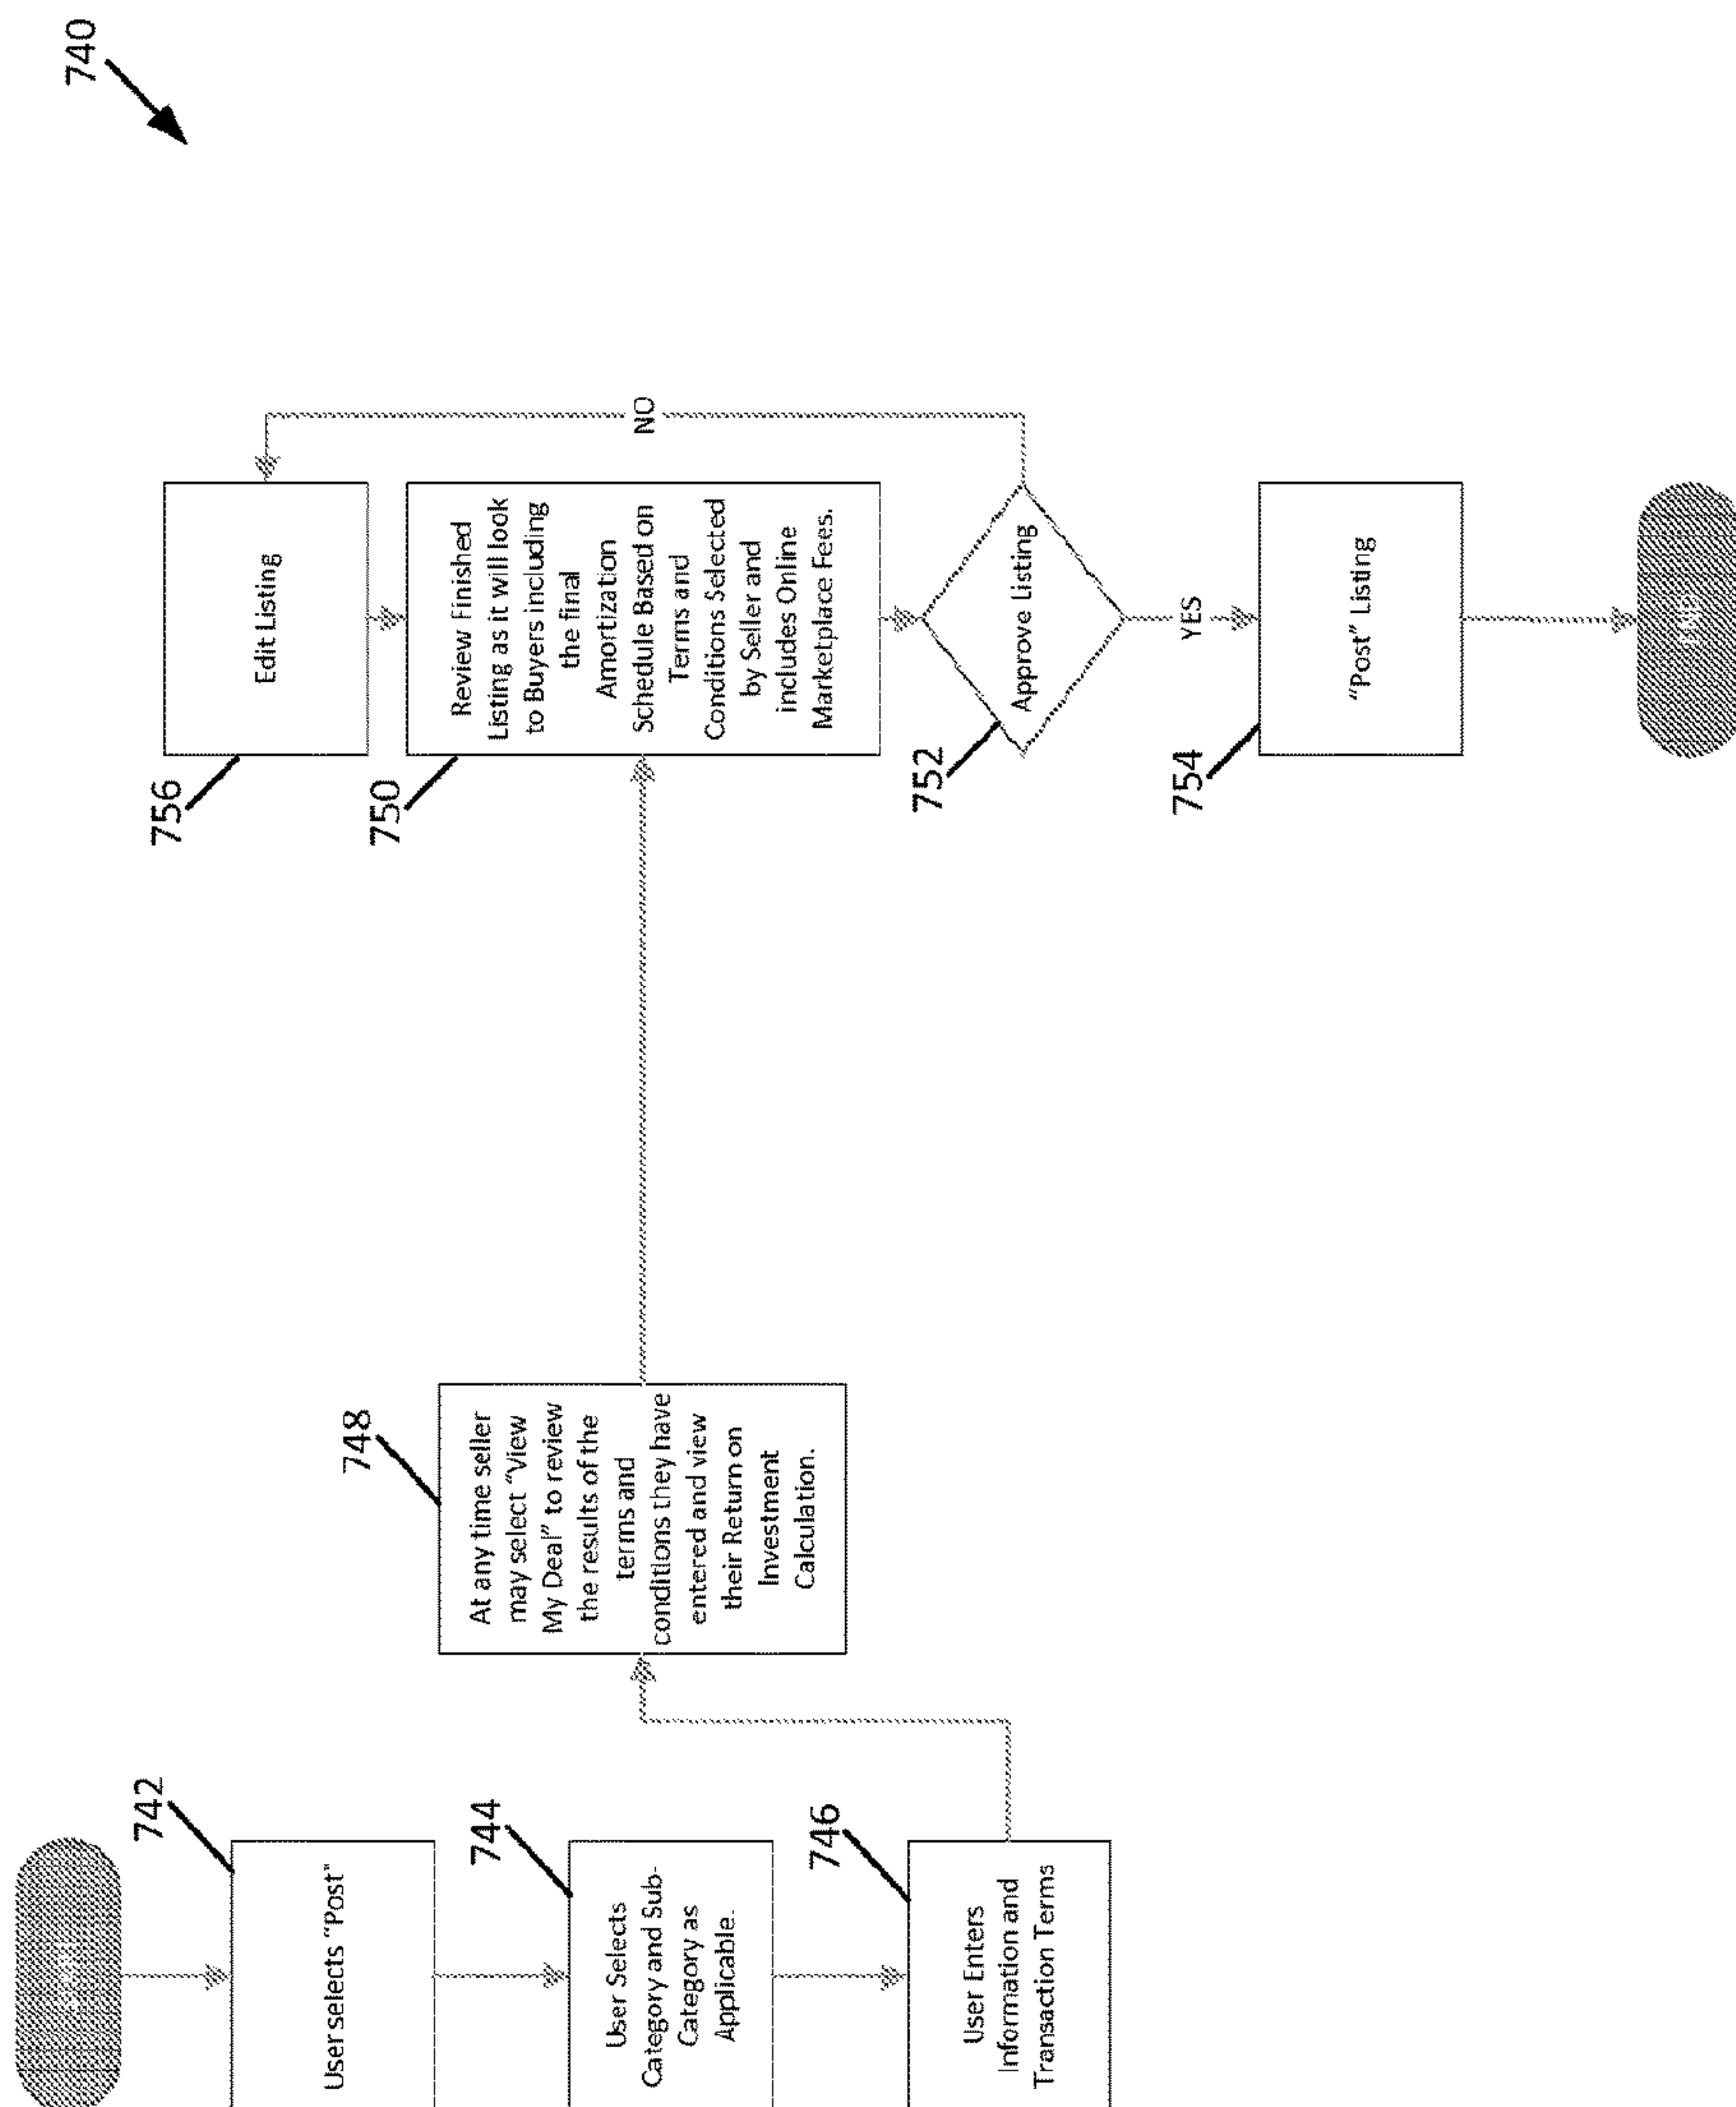 740
742
User selects "Post"
744
User Selects
Category and Sub-
Category as
Applicable.
746
User Enters
Information and
Transaction Terms
748
At any time seller
may select "View
My Deal" to review
the results of the
terms and
conditions they have
entered and view
their Return on
Investment
Calculation.
756
Edit Listing
750
Review Finished
Listing as it will look
to Buyers including
the final
Amortization
Schedule Based on
Terms and
Conditions Selected
by Seller and
includes Online
Marketplace Fees.
NO
752
Approve Listing
YES
754
"Post" Listing